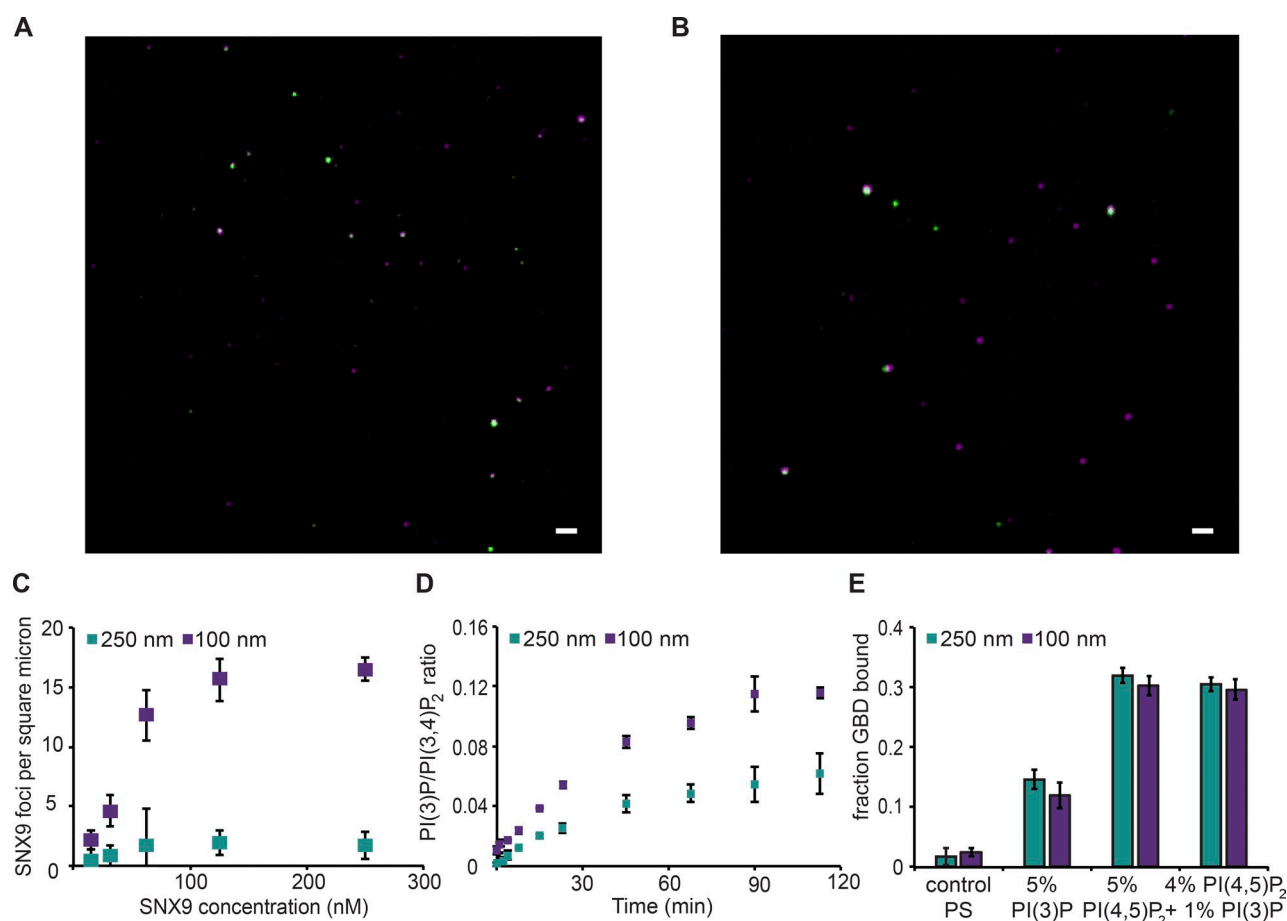 A
B
C
250 nm 100 nm
SNX9 foci per square micron
20
15
10
5
0
100
200
300
SNX9 concentration (nM)
D
250 nm 100 nm
PI(3)P/PI(3,4)P₂ ratio
0.16
0.12
0.08
0.04
0
30
60
90
120
Time (min)
E
250 nm 100 nm
fraction GBD bound
0.4
0.3
0.2
0.1
0
control
PS
5%
PI(3)P
5%
PI(4,5)P₂
4% PI(4,5)P₂
+ 1% PI(3)P